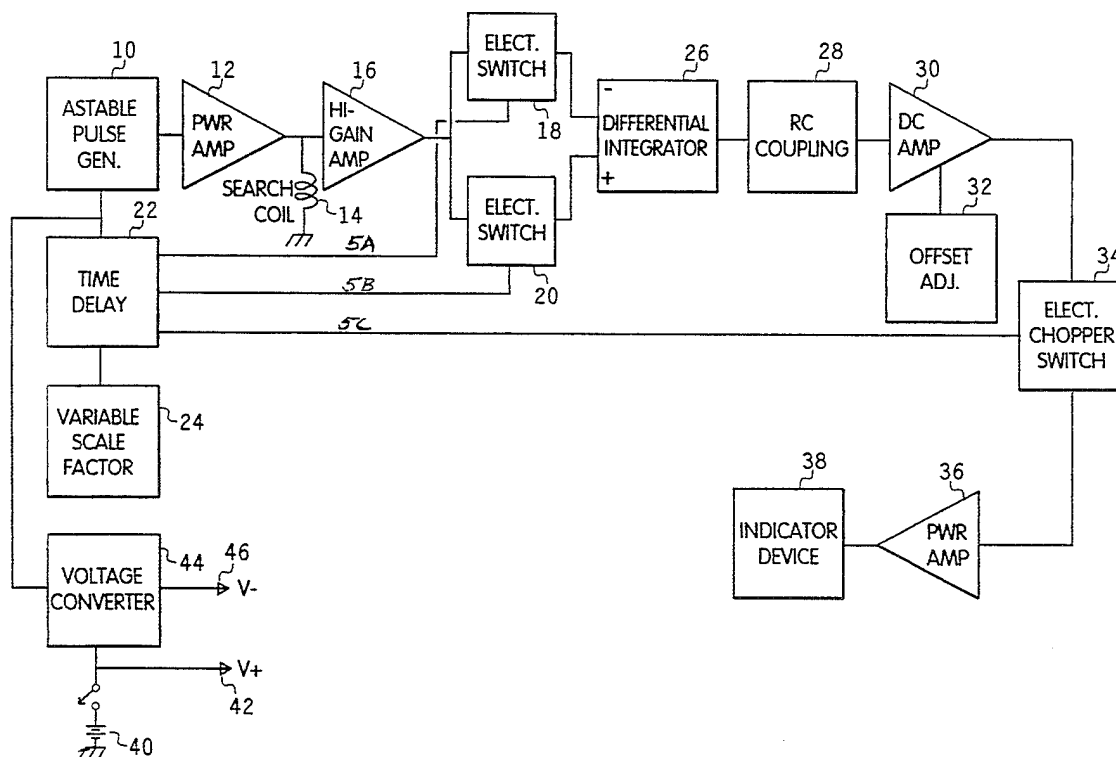 10
ASTABLE
PULSE
GEN.
12
PWR
AMP
16
HI-
GAIN
AMP
SEARCH
COIL
14
ELECT.
SWITCH
18
ELECT.
SWITCH
20
26
-
DIFFERENTIAL
INTEGRATOR
+
28
RC
COUPLING
30
DC
AMP
32
OFFSET
ADJ.
34
ELECT.
CHOPPER
SWITCH
22
TIME
DELAY
5A
5B
5C
VARIABLE
SCALE
FACTOR
24
38
INDICATOR
DEVICE
36
PWR
AMP
VOLTAGE
CONVERTER
44
46
V-
V+
42
40